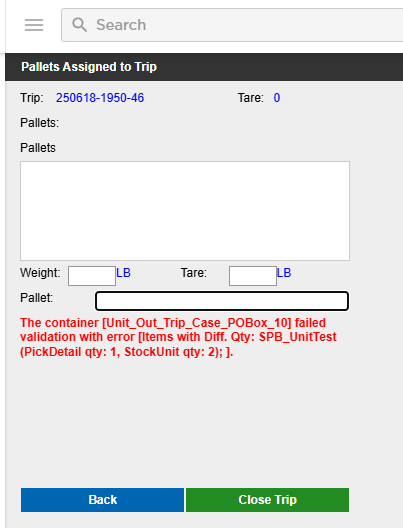 Search
Pallets Assigned to Trip
Trip: 250618-1950-46 Tare: 0
Pallets:
Pallets
Weight: LB Tare: LB
Pallet:
The container [Unit_Out_Trip_Case_POBox_10] failed
validation with error [Items with Diff. Qty: SPB_UnitTest
(PickDetail qty: 1, StockUnit qty: 2); ].
Back Close Trip